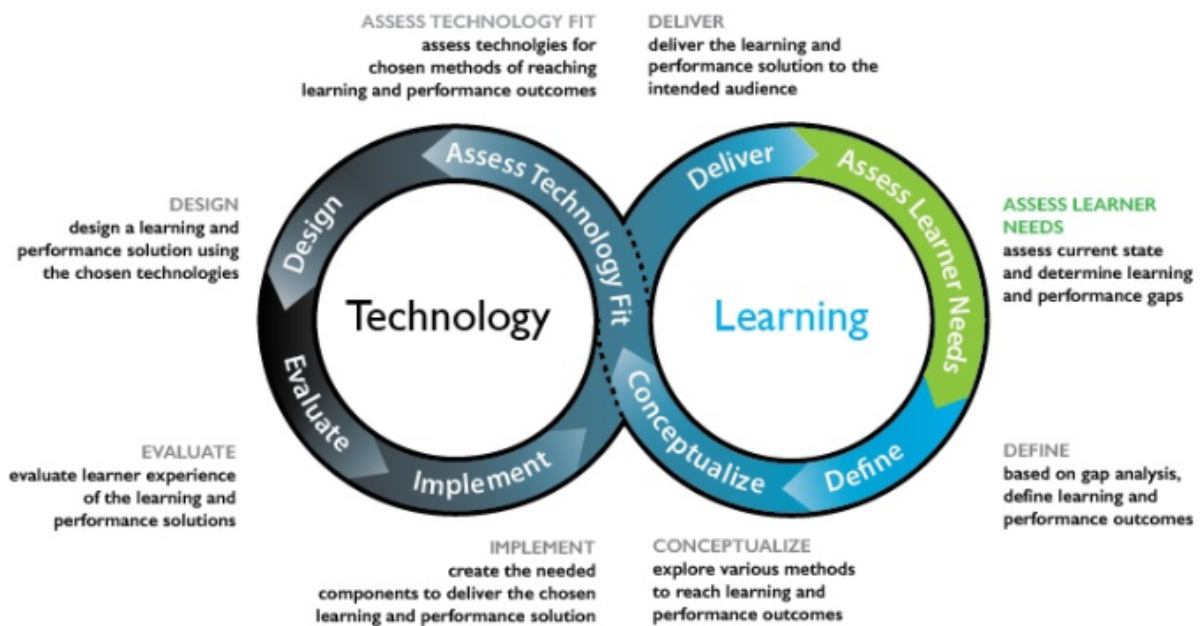 ASSESS TECHNOLOGY FIT
assess technolgies for
chosen methods of reaching
learning and performance outcomes
DELIVER
deliver the learning and
performance solution to the
intended audience
Assess Technology Fit
Deliver
Assess Learner Needs
Design
DESIGN
design a learning and
performance solution using
the chosen technologies
ASSESS LEARNER
NEEDS
assess current state
and determine learning
and performance gaps
Technology
Learning
Evaluate
Implement
Conceptualize
Define
EVALUATE
evaluate learner experience
of the learning and
performance solutions
DEFINE
based on gap analysis,
define learning and
performance outcomes
IMPLEMENT
create the needed
components to deliver the chosen
learning and performance solution
CONCEPTUALIZE
explore various methods
to reach learning and
performance outcomes